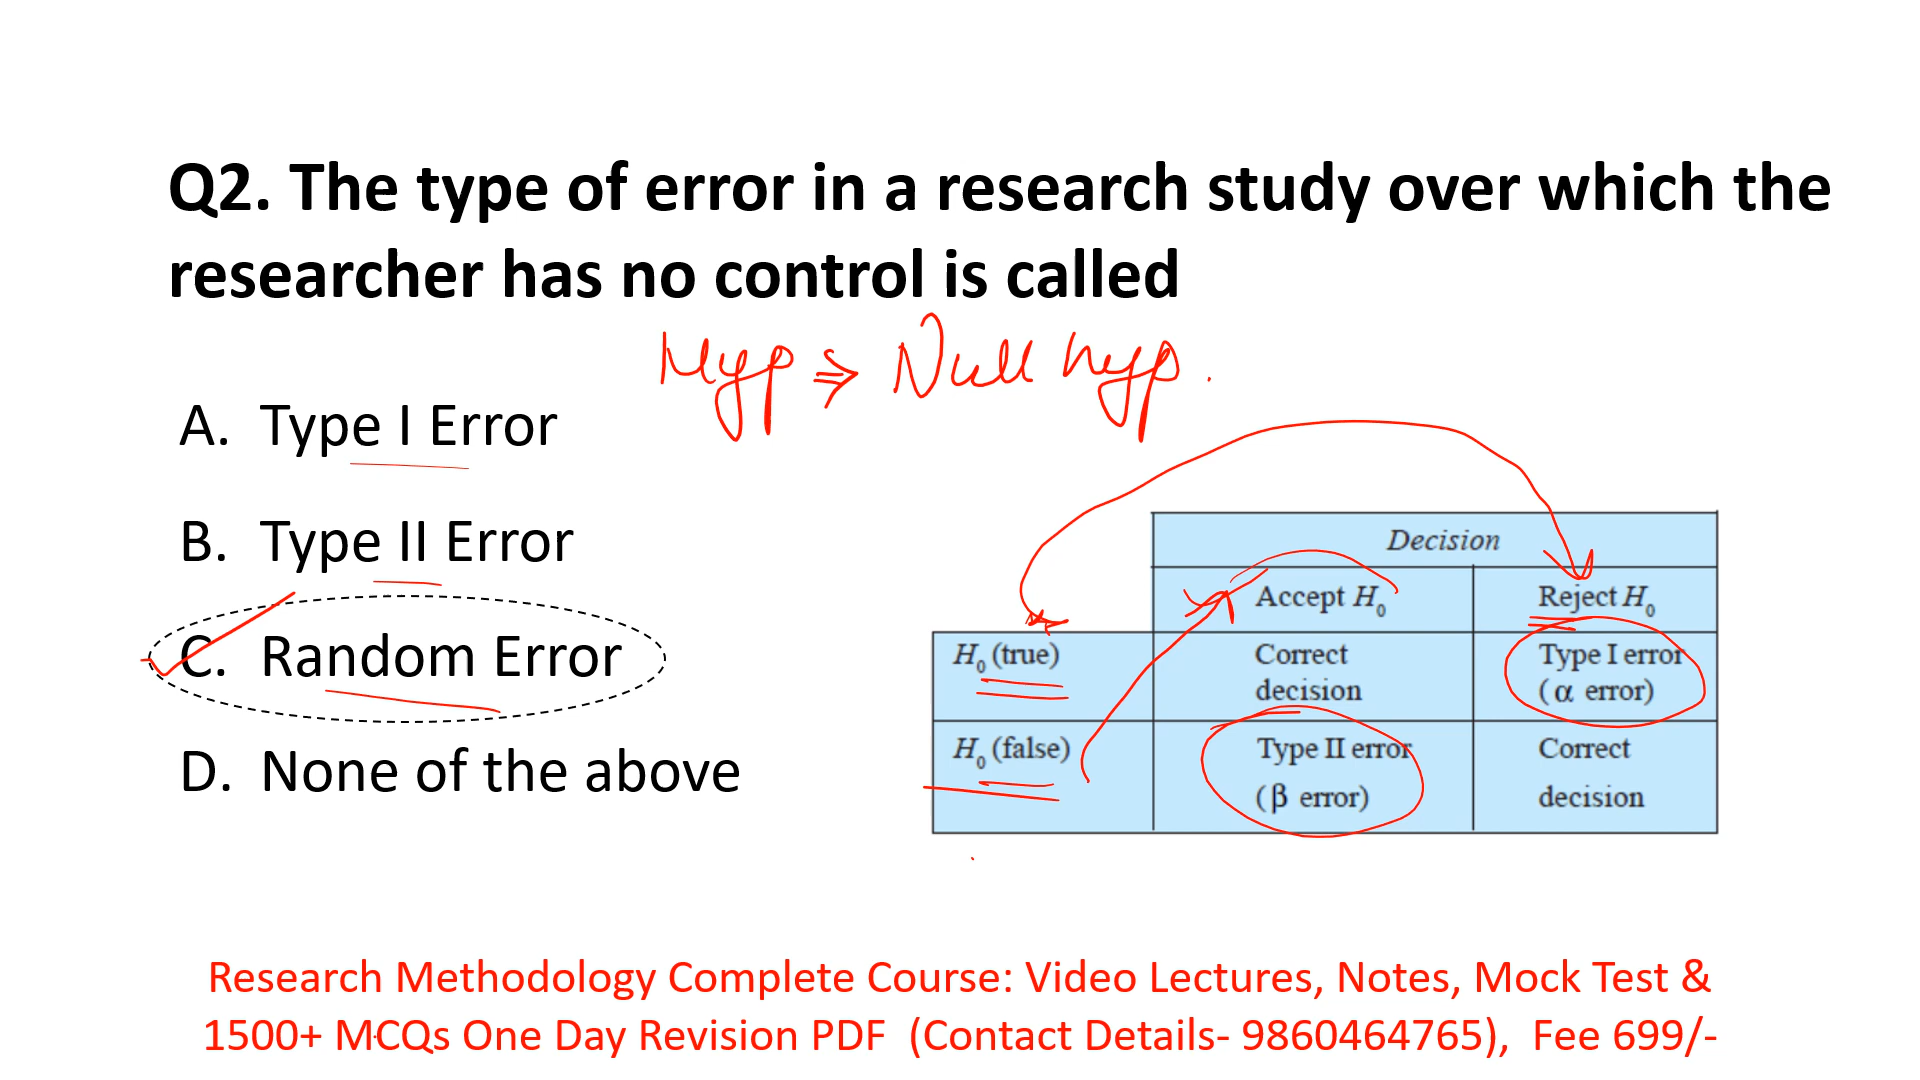 Q2. The type of error in a research study over which the
researcher has no control is called
Hyp ⇒ Null hyp.
A. Type I Error
B. Type II Error
C. Random Error
D. None of the above
Decision
Accept H₀ Reject H₀
H₀ (true) Correct decision Type I error (α error)
H₀ (false) Type II error (β error) Correct decision
Research Methodology Complete Course: Video Lectures, Notes, Mock Test &
1500+ MCQs One Day Revision PDF (Contact Details- 9860464765), Fee 699/-